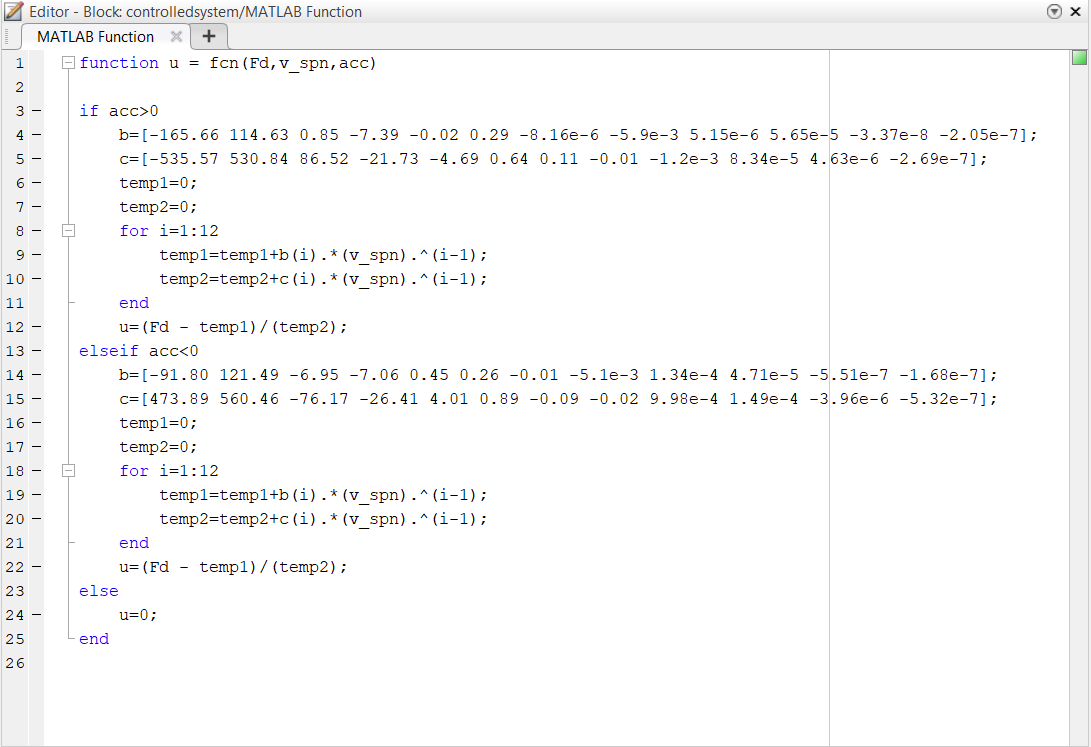 Editor - Block: controlledsystem/MATLAB Function
MATLAB Function
1 function u = fcn(Fd,v_spn,acc)
2
3 if acc>0
4 b=[-165.66 114.63 0.85 -7.39 -0.02 0.29 -8.16e-6 -5.9e-3 5.15e-6 5.65e-5 -3.37e-8 -2.05e-7];
5 c=[-535.57 530.84 86.52 -21.73 -4.69 0.64 0.11 -0.01 -1.2e-3 8.34e-5 4.63e-6 -2.69e-7];
6 temp1=0;
7 temp2=0;
8 for i=1:12
9 temp1=temp1+b(i).*(v_spn).^(i-1);
10 temp2=temp2+c(i).*(v_spn).^(i-1);
11 end
12 u=(Fd - temp1)/(temp2);
13 elseif acc<0
14 b=[-91.80 121.49 -6.95 -7.06 0.45 0.26 -0.01 -5.1e-3 1.34e-4 4.71e-5 -5.51e-7 -1.68e-7];
15 c=[473.89 560.46 -76.17 -26.41 4.01 0.89 -0.09 -0.02 9.98e-4 1.49e-4 -3.96e-6 -5.32e-7];
16 temp1=0;
17 temp2=0;
18 for i=1:12
19 temp1=temp1+b(i).*(v_spn).^(i-1);
20 temp2=temp2+c(i).*(v_spn).^(i-1);
21 end
22 u=(Fd - temp1)/(temp2);
23 else
24 u=0;
25 end
26